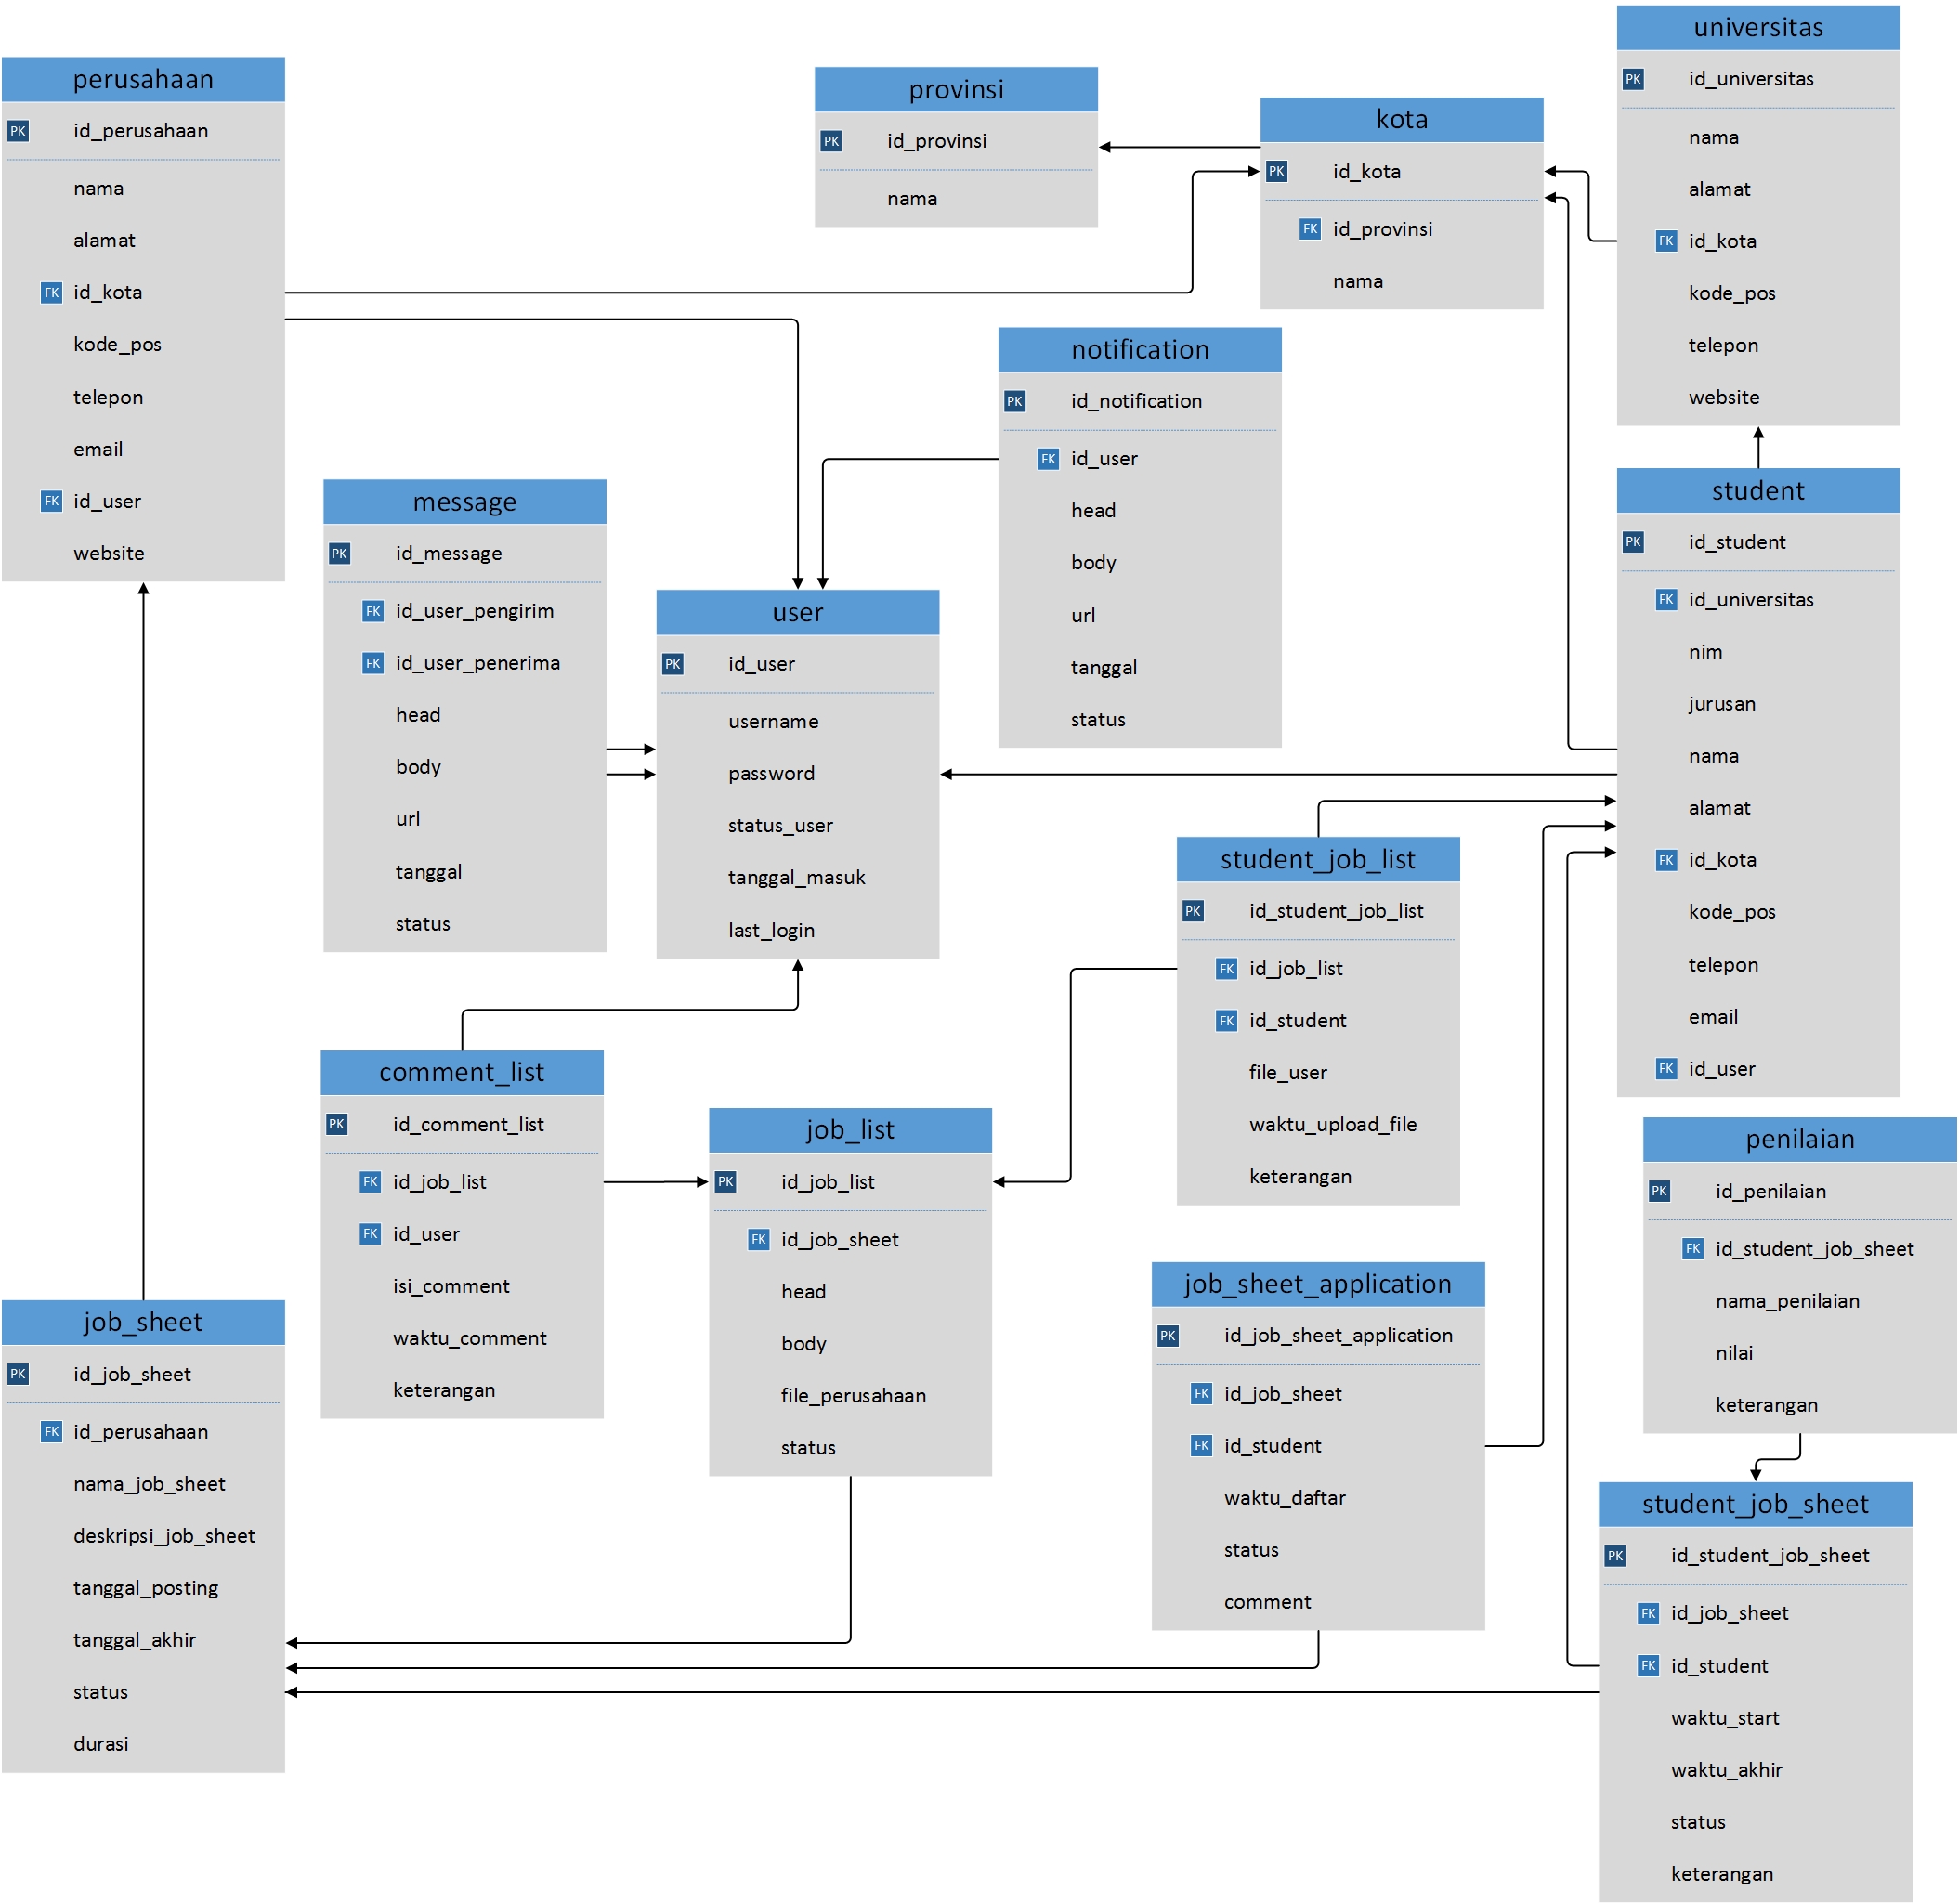 perusahaan
PK id_perusahaan
nama
alamat
FK id_kota
kode_pos
telepon
email
FK id_user
website
provinsi
PK id_provinsi
nama
kota
PK id_kota
FK id_provinsi
nama
universitas
PK id_universitas
nama
alamat
FK id_kota
kode_pos
telepon
website
notification
PK id_notification
FK id_user
head
body
url
tanggal
status
message
PK id_message
FK id_user_pengirim
FK id_user_penerima
head
body
url
tanggal
status
user
PK id_user
username
password
status_user
tanggal_masuk
last_login
student
PK id_student
FK id_universitas
nim
jurusan
nama
alamat
FK id_kota
kode_pos
telepon
email
FK id_user
student_job_list
PK id_student_job_list
FK id_job_list
FK id_student
file_user
waktu_upload_file
keterangan
comment_list
PK id_comment_list
FK id_job_list
FK id_user
isi_comment
waktu_comment
keterangan
job_list
PK id_job_list
FK id_job_sheet
head
body
file_perusahaan
status
penilaian
PK id_penilaian
FK id_student_job_sheet
nama_penilaian
nilai
keterangan
job_sheet
PK id_job_sheet
FK id_perusahaan
nama_job_sheet
deskripsi_job_sheet
tanggal_posting
tanggal_akhir
status
durasi
job_sheet_application
PK id_job_sheet_application
FK id_job_sheet
FK id_student
waktu_daftar
status
comment
student_job_sheet
PK id_student_job_sheet
FK id_job_sheet
FK id_student
waktu_start
waktu_akhir
status
keterangan